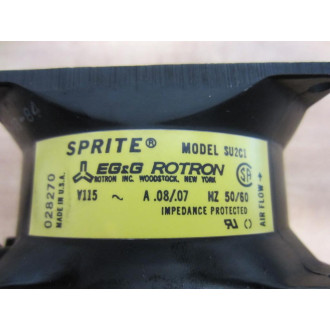 SPRITE® MODEL SU2C1
EG&G ROTRON
ROTRON INC. WOODSTOCK, NEW YORK
V115 ~ A .08/.07 HZ 50/60
IMPEDANCE PROTECTED
028270
MADE IN U.S.A.
AIR FLOW